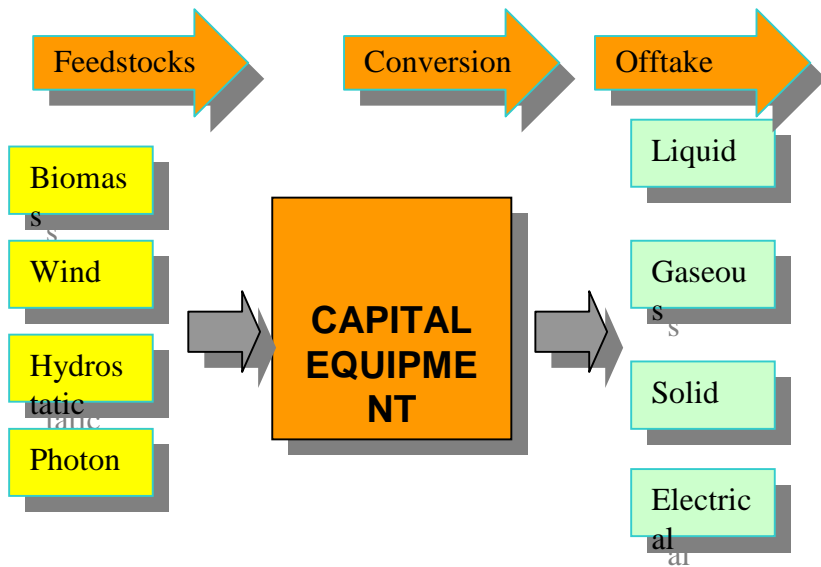 Feedstocks
Conversion
Offtake
Biomas
s
Wind
Hydros
tatic
Photon
CAPITAL
EQUIPME
NT
Liquid
Gaseou
s
Solid
Electric
al